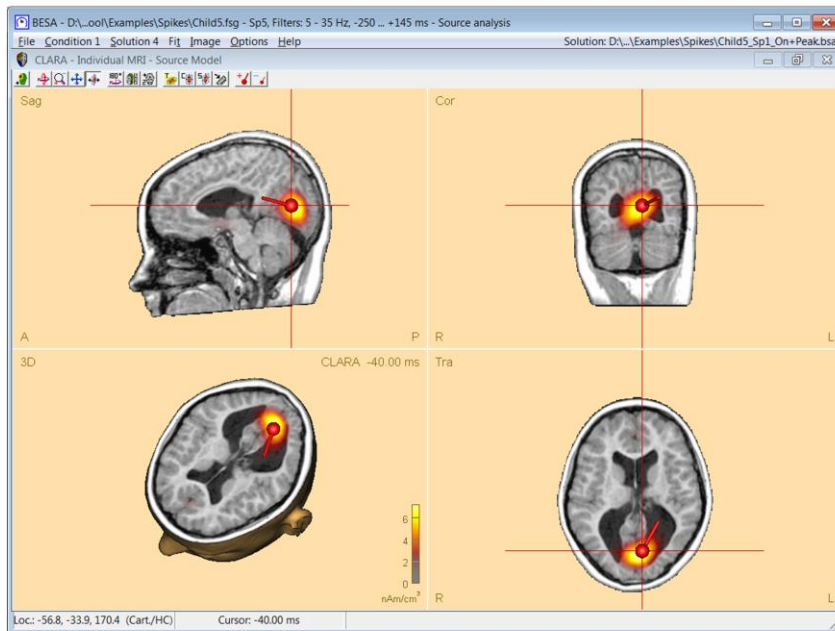 BESA - D:\...ool\Examples\Spikes\Child5.fsg - Sp5, Filters: 5 - 35 Hz, -250 ... +145 ms - Source analysis
File Condition 1 Solution 4 Fit Image Options Help Solution: D:\...\Examples\Spikes\Child5_Sp1_On+Peak.bsa
CLARA - Individual MRI - Source Model
Sag
Cor
A
P
R
L
3D
CLARA -40.00 ms
Tra
6
4
2
0
nAm/cm³
R
L
Loc.: -56.8, -33.9, 170.4 (Cart./HC) Cursor: -40.00 ms